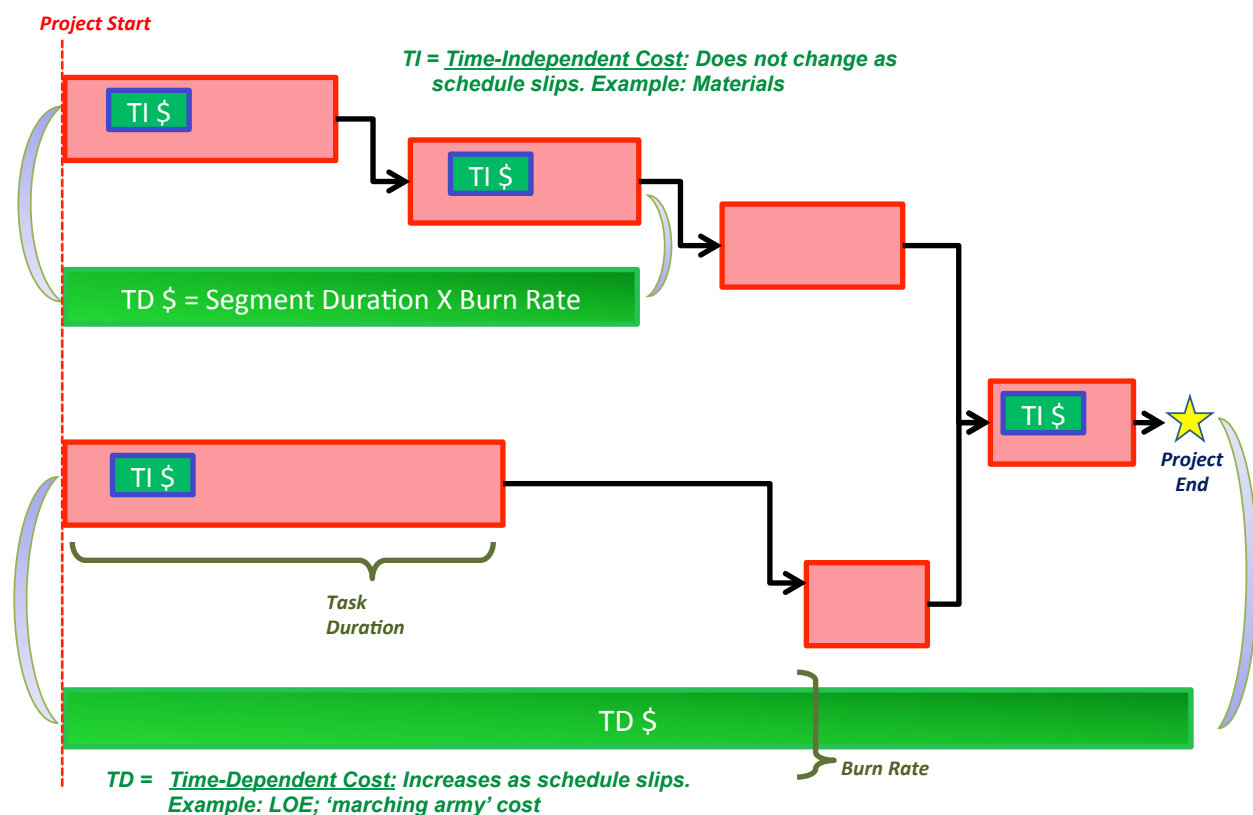 Project Start
TI = Time-Independent Cost: Does not change as
schedule slips. Example: Materials
TI $
TI $
TD $ = Segment Duration X Burn Rate
TI $
Project
End
TI $
Task
Duration
TD $
Burn Rate
TD = Time-Dependent Cost: Increases as schedule slips.
Example: LOE; ‘marching army’ cost